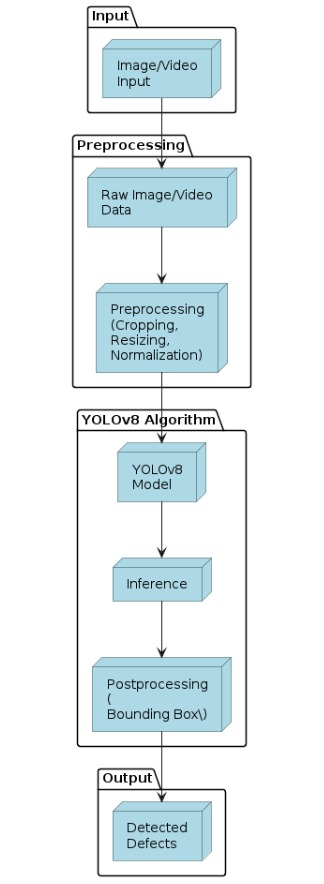 Input
Image/Video
Input
Preprocessing
Raw Image/Video
Data
Preprocessing
(Cropping,
Resizing,
Normalization)
YOLOv8 Algorithm
YOLOv8
Model
Inference
Postprocessing
(
Bounding Box\)
Output
Detected
Defects